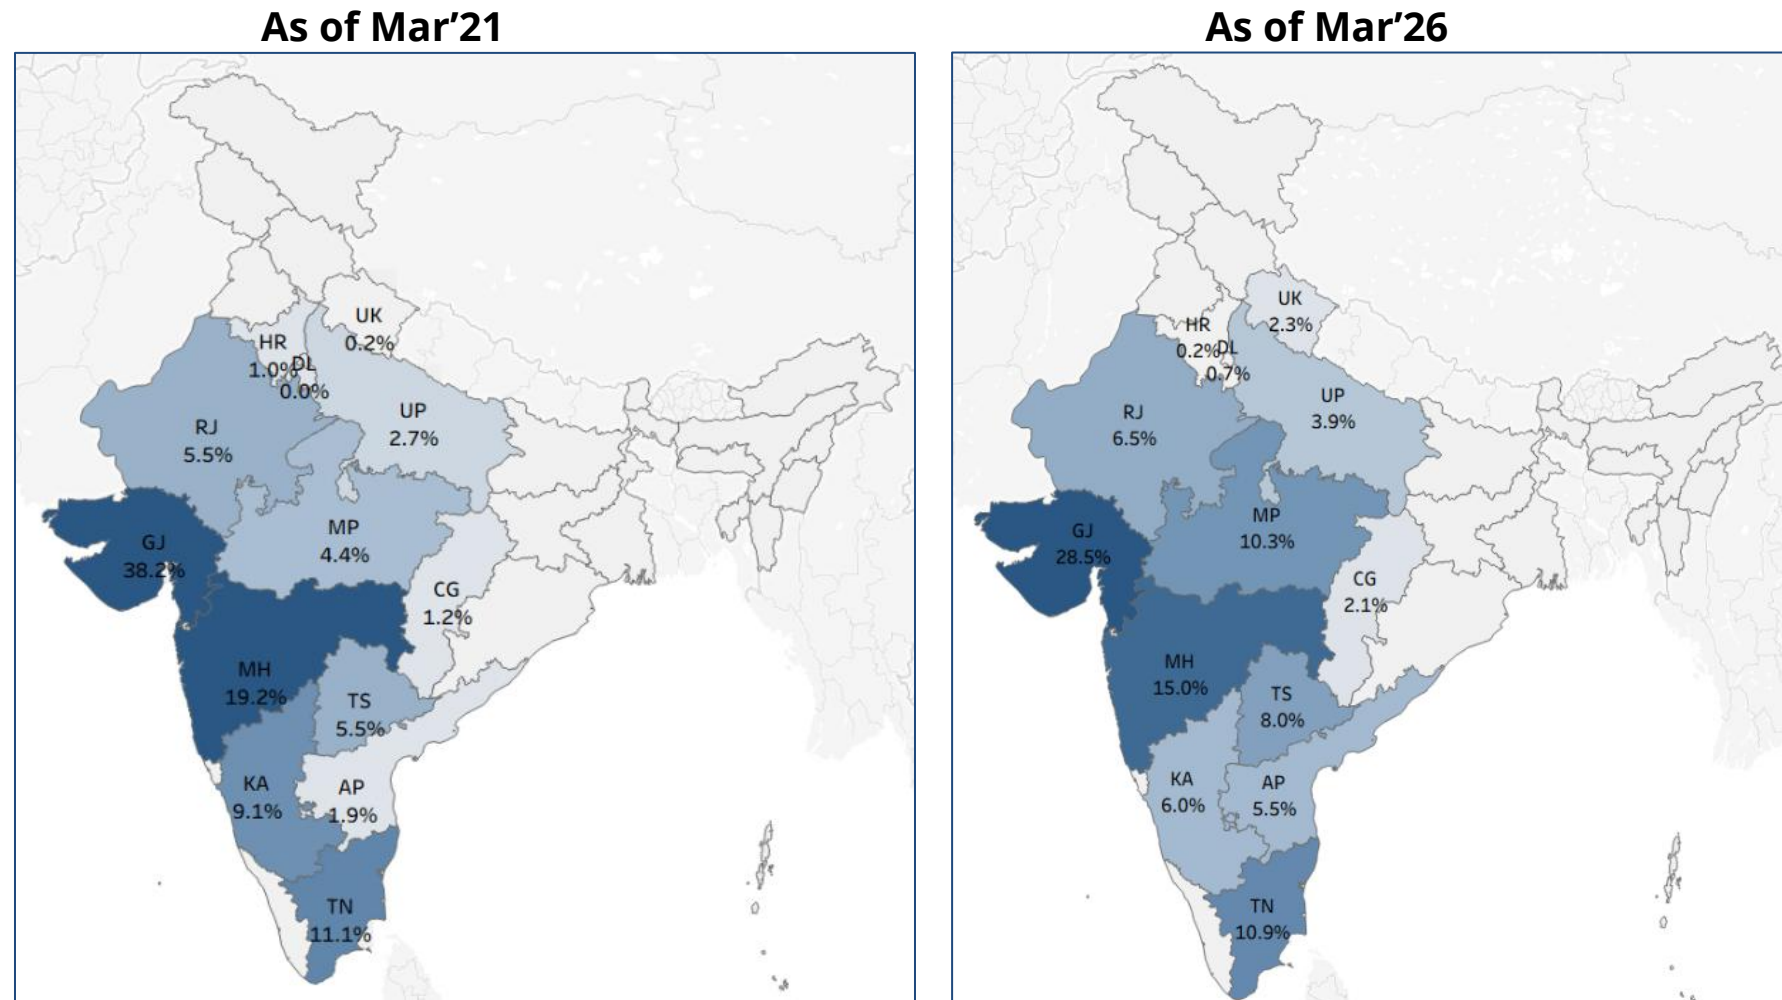 As of Mar’21
UK
0.2%
HR
1.0%
DL
0.0%
UP
2.7%
RJ
5.5%
MP
4.4%
GJ
38.2%
CG
1.2%
MH
19.2%
TS
5.5%
KA
9.1%
AP
1.9%
TN
11.1%
As of Mar’26
UK
2.3%
HR
0.2%
DL
0.7%
UP
3.9%
RJ
6.5%
MP
10.3%
GJ
28.5%
CG
2.1%
MH
15.0%
TS
8.0%
KA
6.0%
AP
5.5%
TN
10.9%